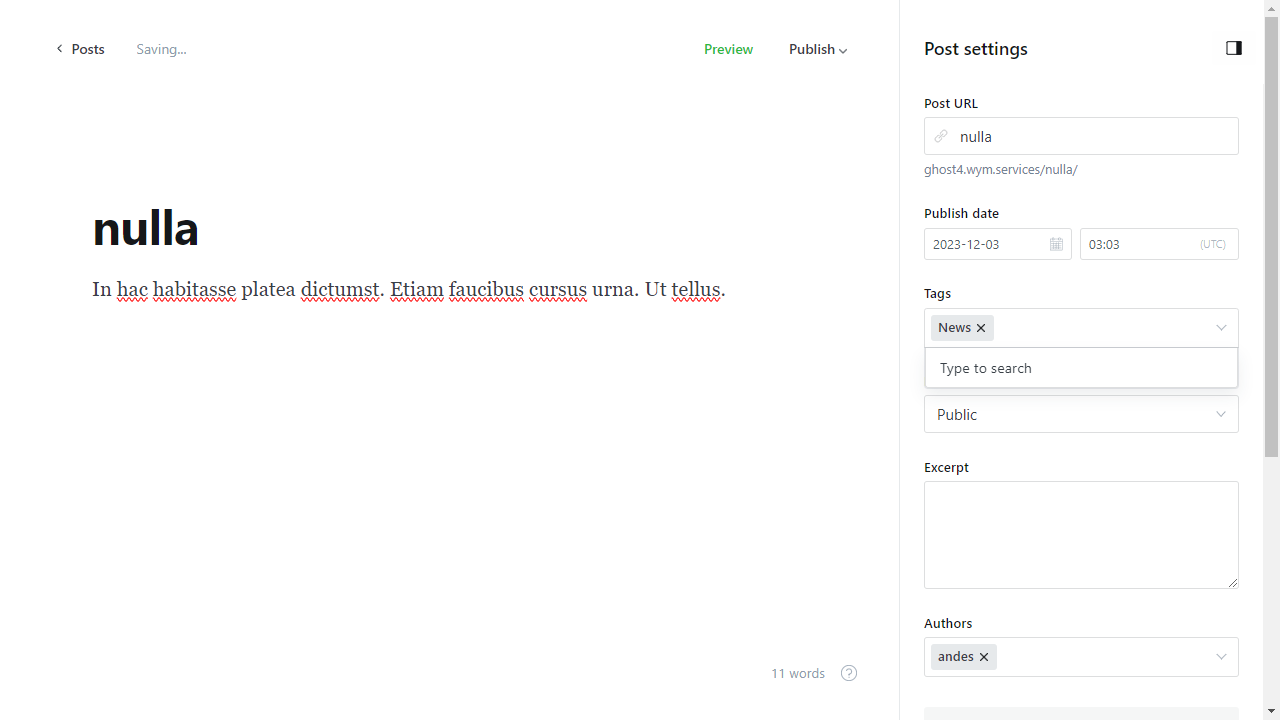 Posts
Saving...
Preview
Publish
Post settings
Post URL
nulla
ghost4.wym.services/nulla/
Publish date
2023-12-03
03:03
(UTC)
Tags
News
Type to search
Public
Excerpt
Authors
andes
nulla
In hac habitasse platea dictumst. Etiam faucibus cursus urna. Ut tellus.
11 words